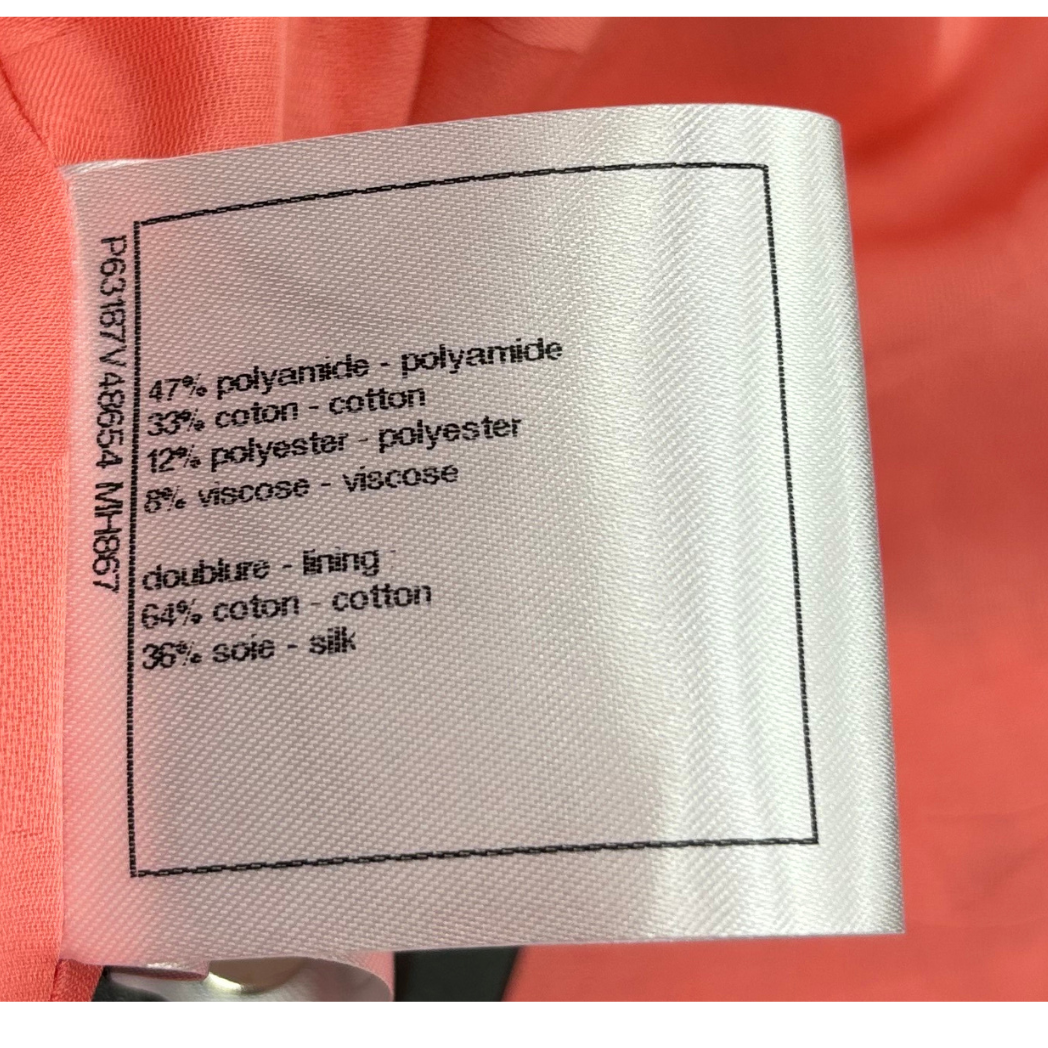 P63187V48654 MH867
47% polyamide - polyamide
33% coton - cotton
12% polyester - polyester
8% viscose - viscose
doublure - lining
64% coton - cotton
36% soie - silk